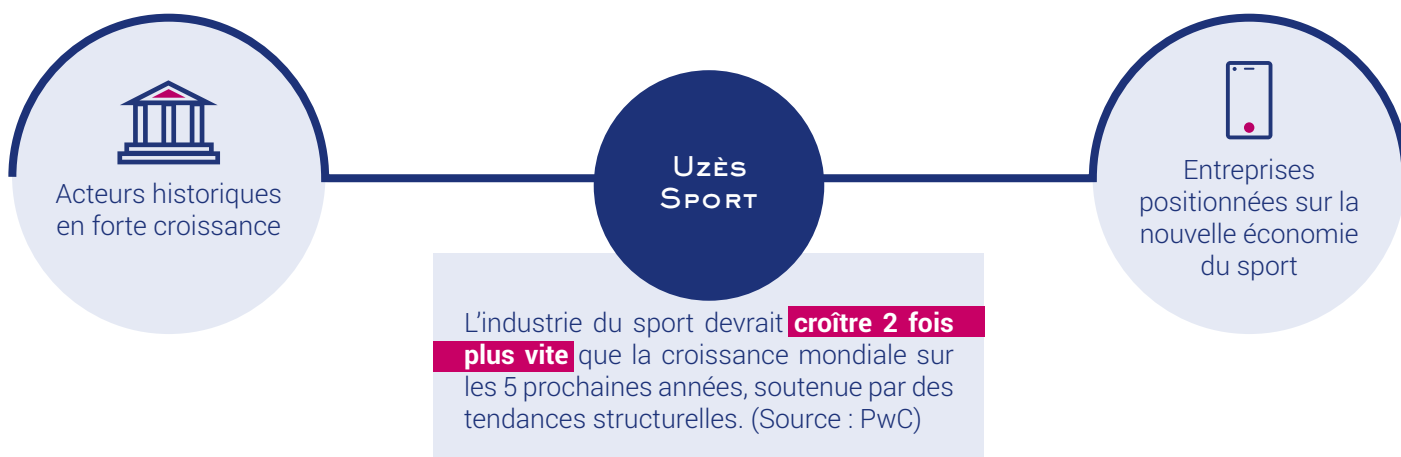 Acteurs historiques
en forte croissance
Uzès
Sport
L'industrie du sport devrait croître 2 fois
plus vite que la croissance mondiale sur
les 5 prochaines années, soutenue par des
tendances structurelles. (Source : PwC)
Entreprises
positionnées sur la
nouvelle économie
du sport